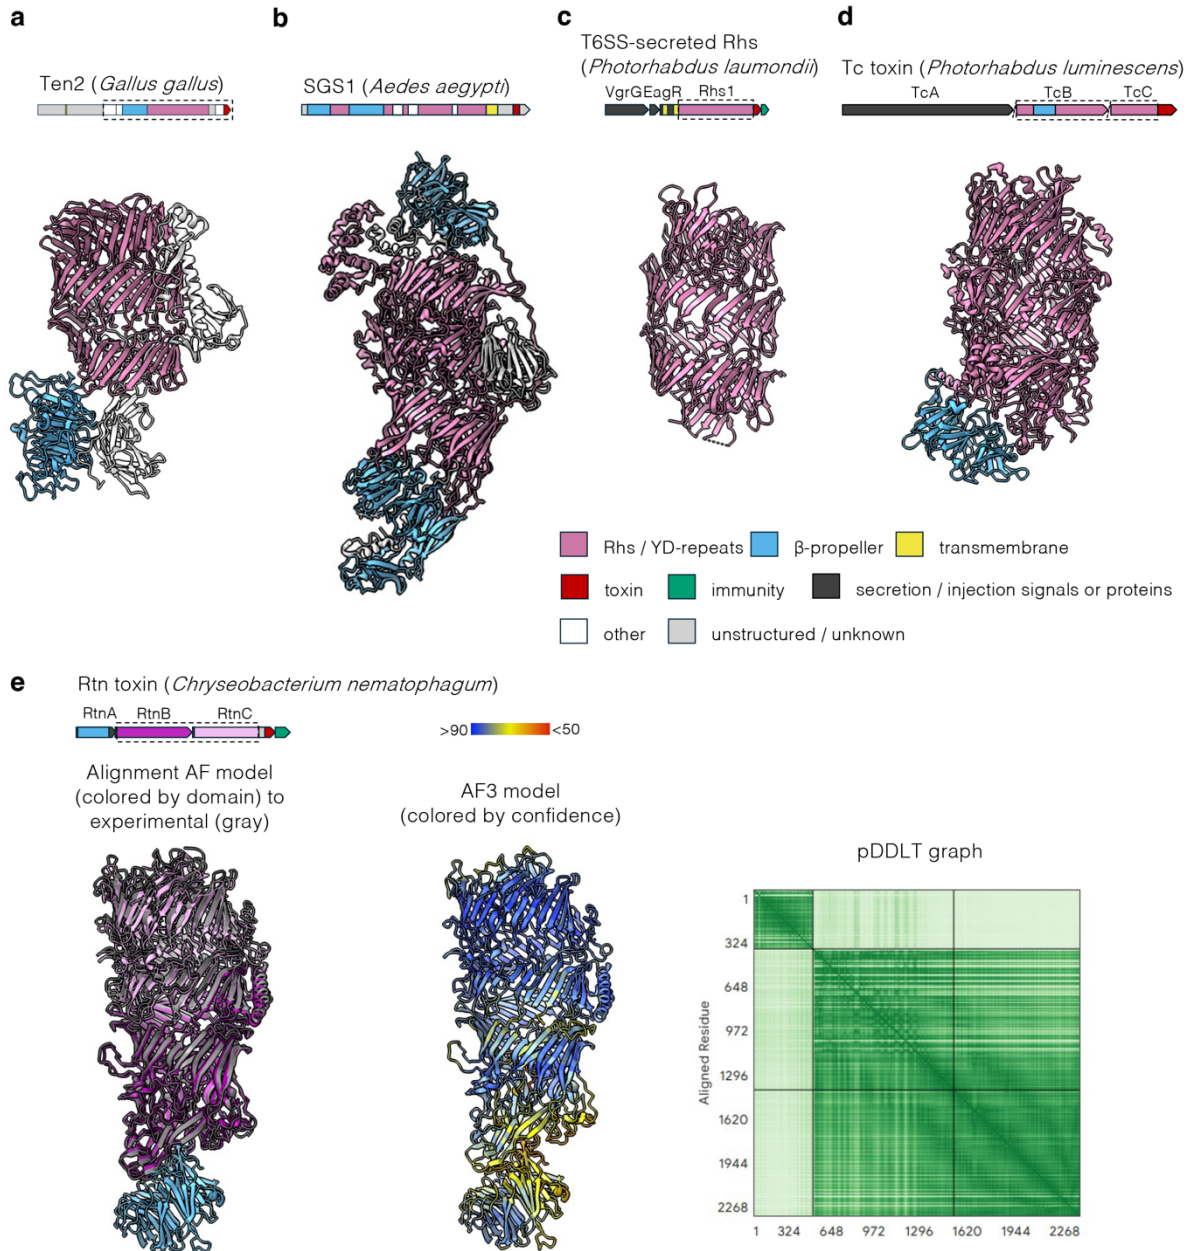 a
Ten2 (Gallus gallus)
b
SGS1 (Aedes aegypti)
c
T6SS-secreted Rhs
(Photorhabdus laumondii)
VgrGEagR Rhs1
d
Tc toxin (Photorhabdus luminescens)
TcA TcB TcC
Rhs / YD-repeats β-propeller transmembrane
toxin immunity secretion / injection signals or proteins
other unstructured / unknown
e
Rtn toxin (Chryseobacterium nematophagum)
RtnA RtnB RtnC
>90 <50
Alignment AF model
(colored by domain) to
experimental (gray)
AF3 model
(colored by confidence)
pDDLT graph
Aligned Residue
1
324
648
972
1296
1620
1944
2268
1 324 648 972 1296 1620 1944 2268